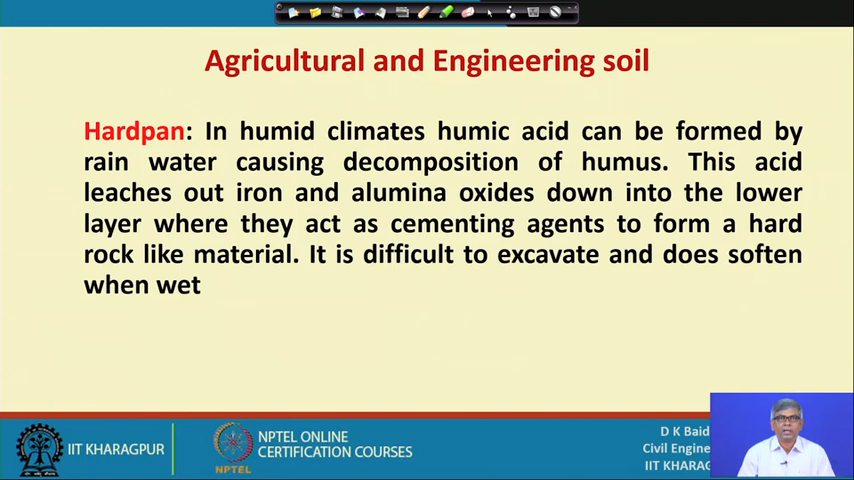 Agricultural and Engineering soil
Hardpan: In humid climates humic acid can be formed by
rain water causing decomposition of humus. This acid
leaches out iron and alumina oxides down into the lower
layer where they act as cementing agents to form a hard
rock like material. It is difficult to excavate and does soften
when wet
IIT KHARAGPUR
NPTEL
NPTEL ONLINE
CERTIFICATION COURSES
D K Baid
Civil Engine
IIT KHARAG